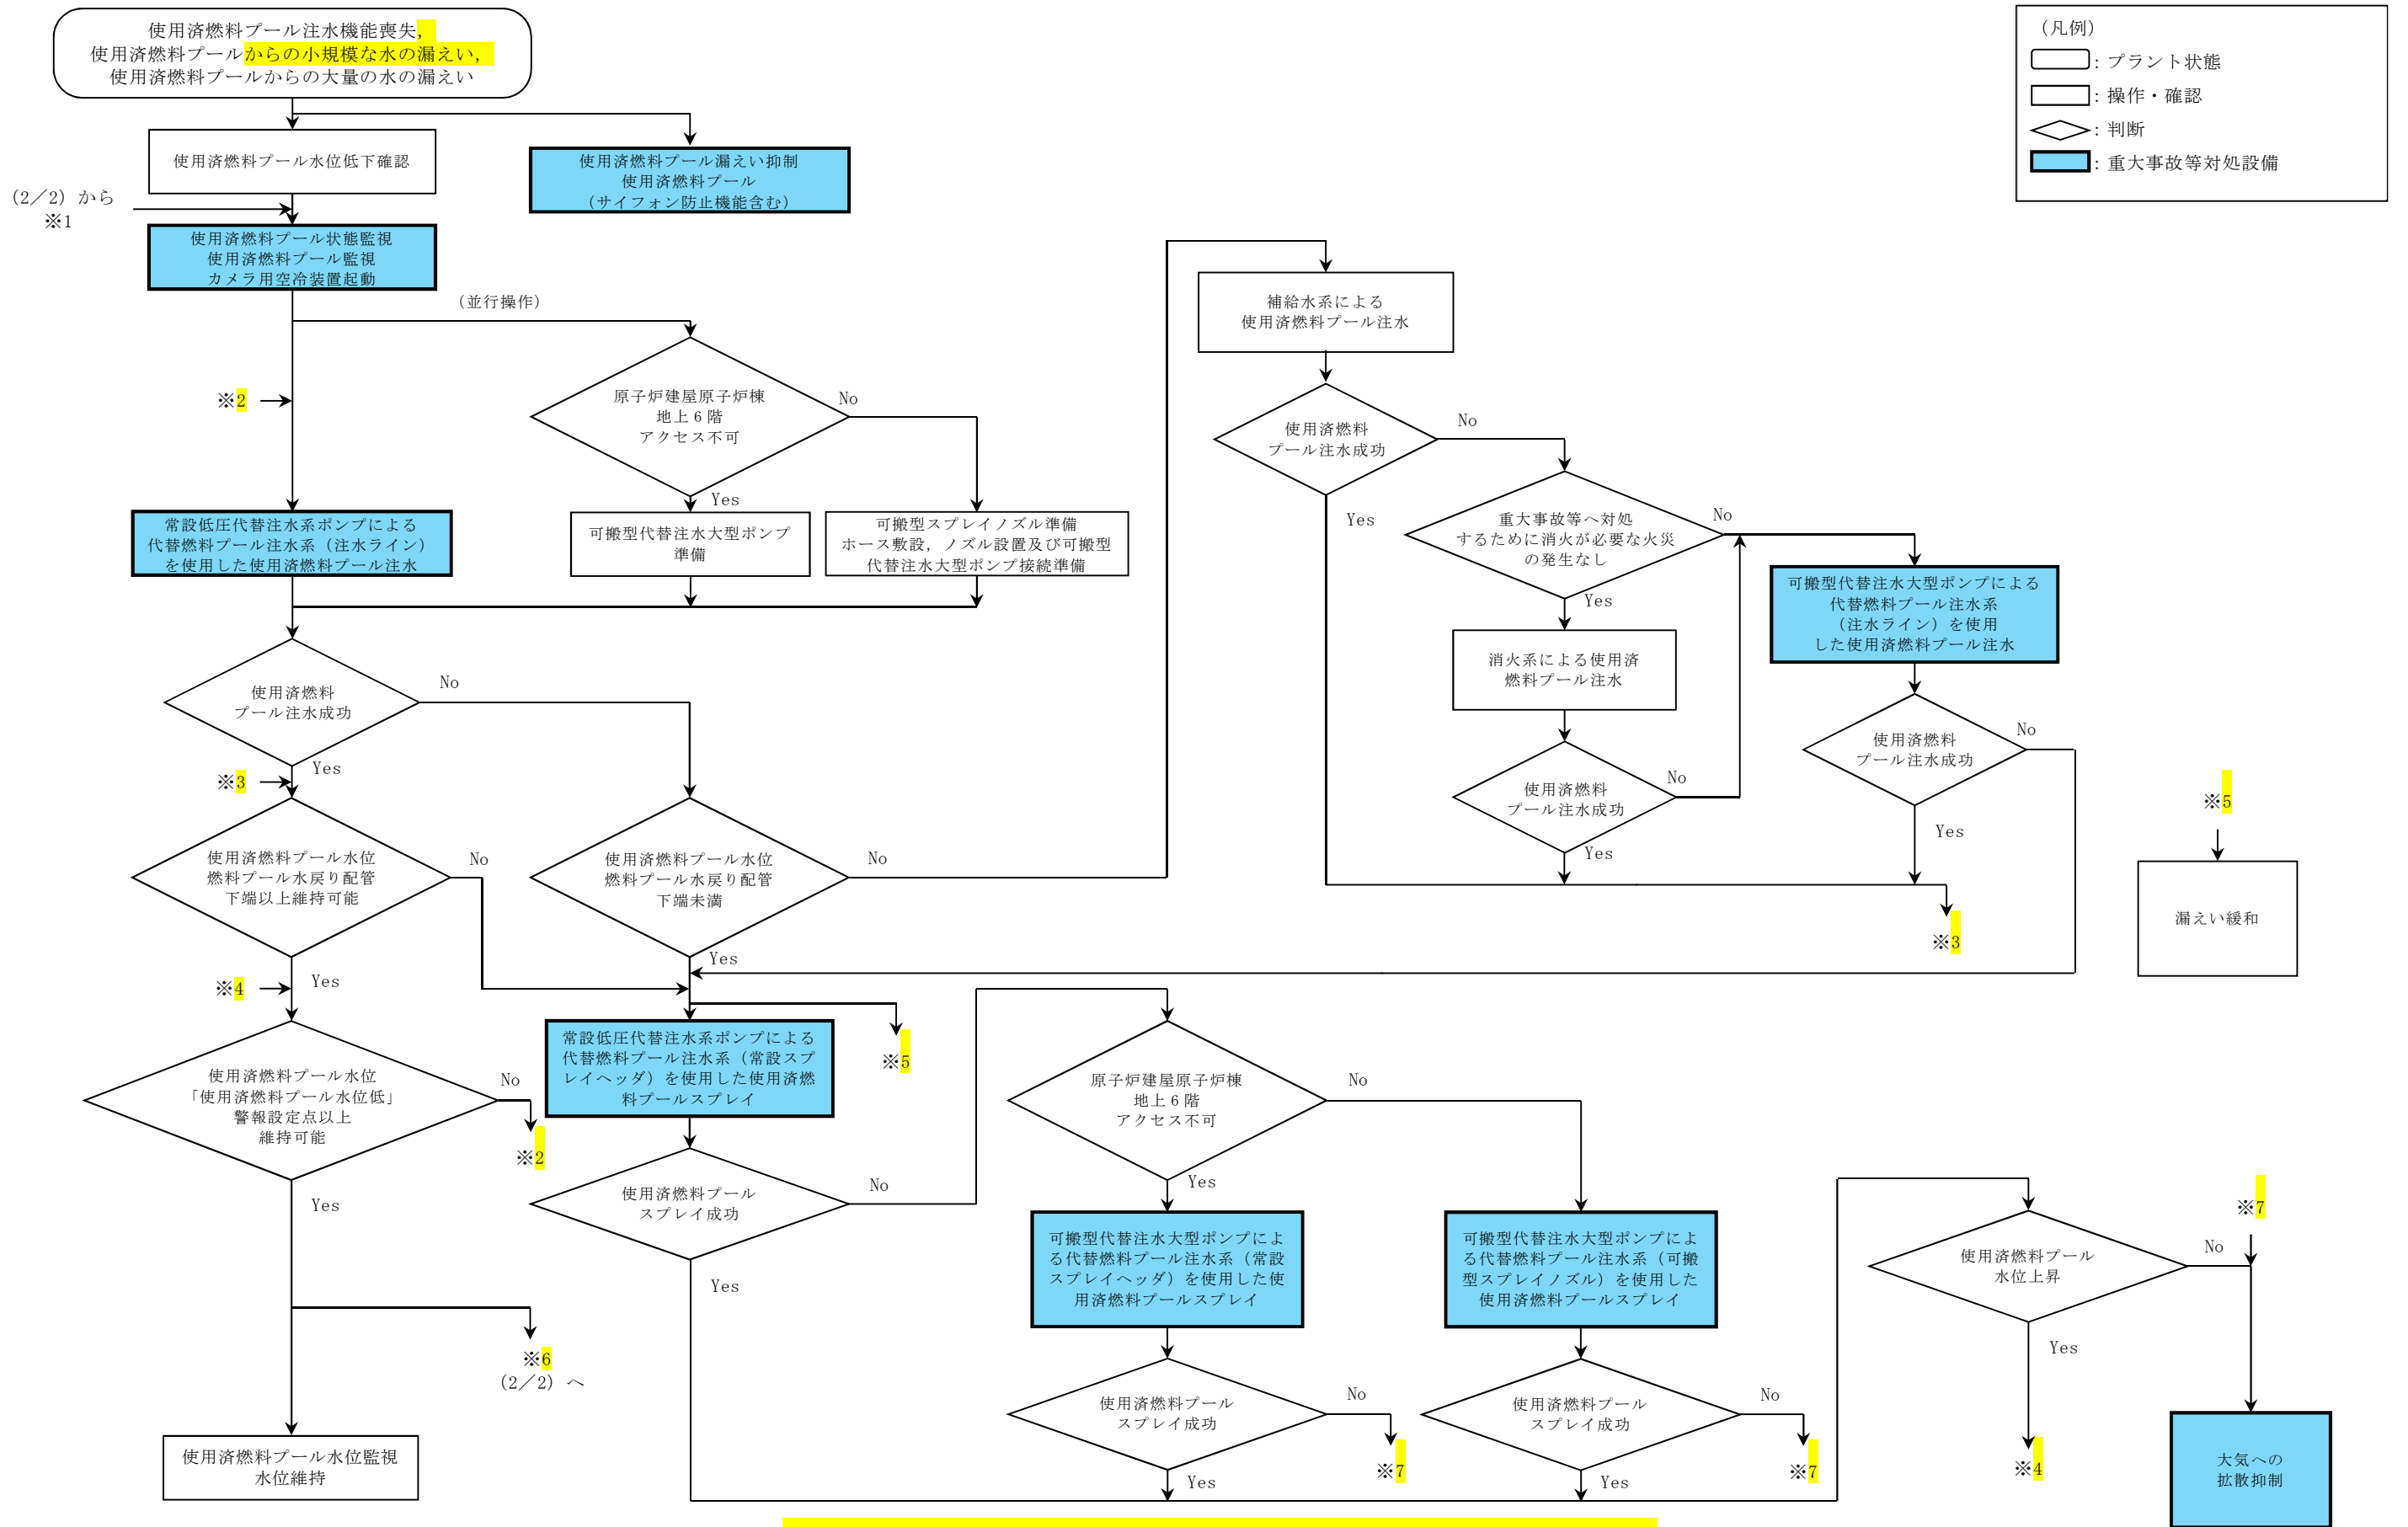 使用済燃料プール注水機能喪失，
使用済燃料プールからの小規模な水の漏えい，
使用済燃料プールからの大量の水の漏えい
（凡例）
：プラント状態
：操作・確認
：判断
：重大事故等対処設備
使用済燃料プール水位低下確認
使用済燃料プール漏えい抑制
使用済燃料プール
（サイフォン防止機能含む）
（2／2）から
※1
使用済燃料プール状態監視
使用済燃料プール監視
カメラ用空冷装置起動
（並行操作）
※2
原子炉建屋原子炉棟
地上６階
アクセス不可
No
Yes
常設低圧代替注水系ポンプによる
代替燃料プール注水系（注水ライン）
を使用した使用済燃料プール注水
可搬型代替注水大型ポンプ
準備
可搬型スプレイノズル準備
ホース敷設，ノズル設置及び可搬型
代替注水大型ポンプ接続準備
使用済燃料
プール注水成功
No
Yes
※3
使用済燃料プール水位
燃料プール水戻り配管
下端以上維持可能
No
Yes
使用済燃料プール水位
燃料プール水戻り配管
下端未満
No
Yes
補給水系による
使用済燃料プール注水
使用済燃料
プール注水成功
No
Yes
重大事故等へ対処
するために消火が必要な火災
の発生なし
No
Yes
消火系による使用済
燃料プール注水
使用済燃料
プール注水成功
No
Yes
可搬型代替注水大型ポンプによる
代替燃料プール注水系
（注水ライン）を使用
した使用済燃料プール注水
使用済燃料
プール注水成功
No
Yes
※3
※5
漏えい緩和
※4
使用済燃料プール水位
「使用済燃料プール水位低」
警報設定点以上
維持可能
No
※2
Yes
※6
（2／2）へ
使用済燃料プール水位監視
水位維持
※5
常設低圧代替注水系ポンプによる
代替燃料プール注水系（常設スプ
レイヘッダ）を使用した使用済燃
料プールスプレイ
使用済燃料プール
スプレイ成功
No
Yes
原子炉建屋原子炉棟
地上６階
アクセス不可
No
Yes
可搬型代替注水大型ポンプによ
る代替燃料プール注水系（常設
スプレイヘッダ）を使用した使
用済燃料プールスプレイ
使用済燃料プール
スプレイ成功
No
※7
Yes
可搬型代替注水大型ポンプによ
る代替燃料プール注水系（可搬
型スプレイノズル）を使用した
使用済燃料プールスプレイ
使用済燃料プール
スプレイ成功
No
※7
Yes
使用済燃料プール
水位上昇
No
※7
Yes
※4
大気への
拡散抑制